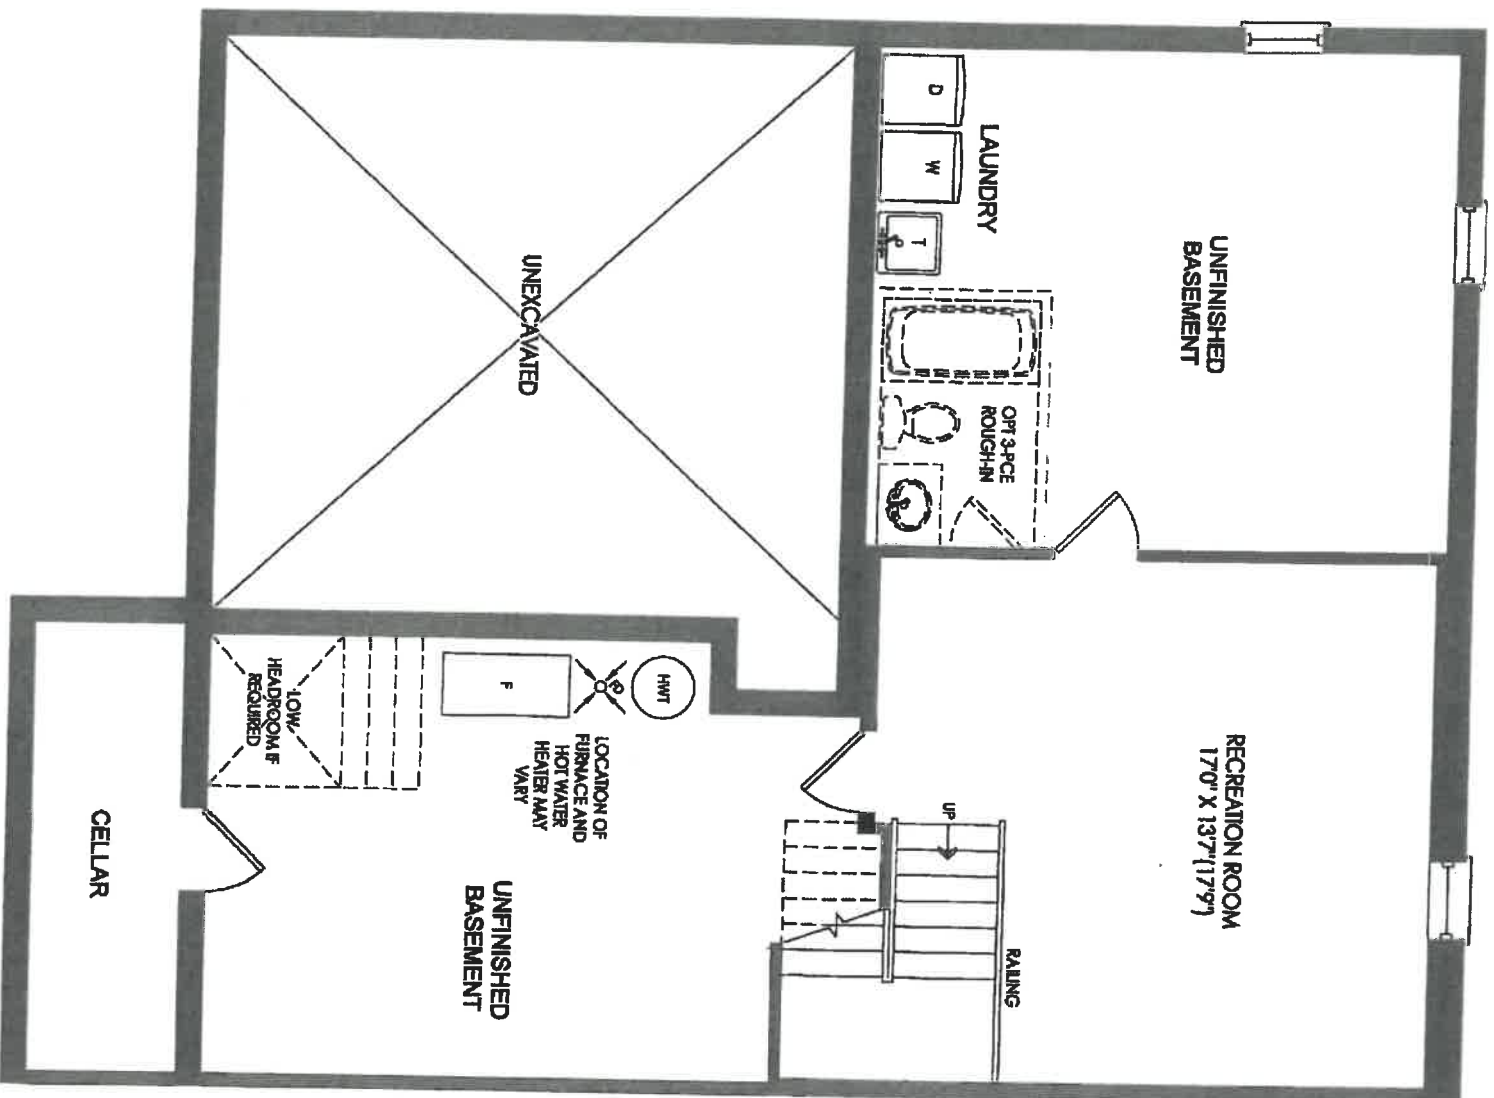 UNFINISHED
BASEMENT
RECREATION ROOM
17'0" X 13'7"(17'9")
LAUNDRY
D
W
T
OPT 3-PCE
ROUGH-IN
UP
RAILING
UNEXCAVATED
HWT
FD
F
LOCATION OF
FURNACE AND
HOT WATER
HEATER MAY
VARY
UNFINISHED
BASEMENT
LOW
HEADROOM IF
REQUIRED
CELLAR